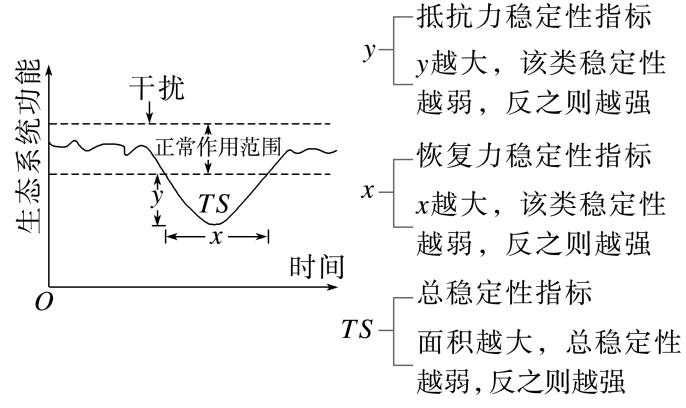 生态系统功能
干扰
正常作用范围
y
TS
x
时间
O
y
抵抗力稳定性指标
y越大，该类稳定性
越弱，反之则越强
x
恢复力稳定性指标
x越大，该类稳定性
越弱，反之则越强
TS
总稳定性指标
面积越大，总稳定性
越弱，反之则越强